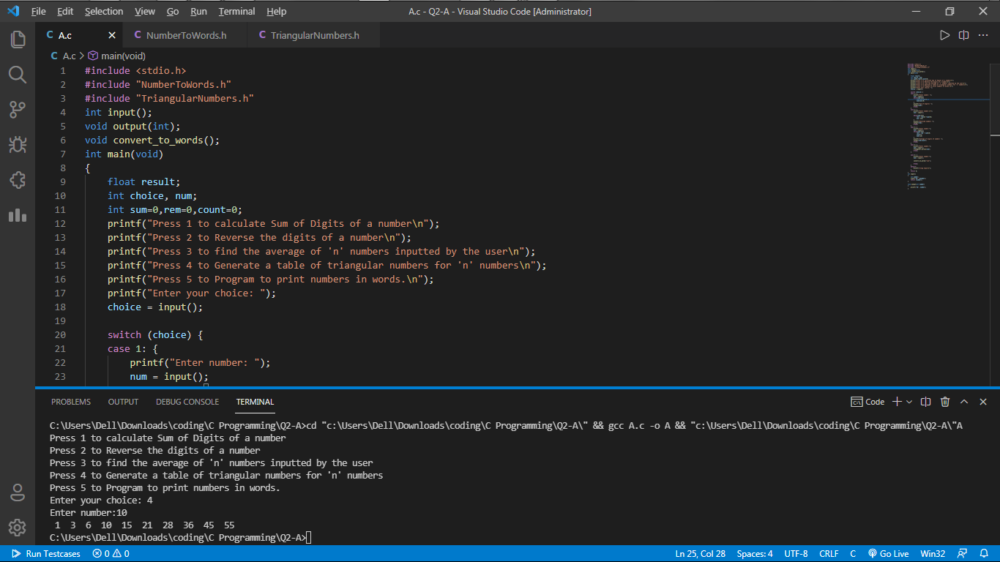 File Edit Selection View Go Run Terminal Help A.c - Q2-A - Visual Studio Code [Administrator]
C A.c C NumberToWords.h C TriangularNumbers.h
C A.c > main(void)
1 #include <stdio.h>
2 #include "NumberToWords.h"
3 #include "TriangularNumbers.h"
4 int input();
5 void output(int);
6 void convert_to_words();
7 int main(void)
8 {
9 float result;
10 int choice, num;
11 int sum=0,rem=0,count=0;
12 printf("Press 1 to calculate Sum of Digits of a number\n");
13 printf("Press 2 to Reverse the digits of a number\n");
14 printf("Press 3 to find the average of 'n' numbers inputted by the user\n");
15 printf("Press 4 to Generate a table of triangular numbers for 'n' numbers\n");
16 printf("Press 5 to Program to print numbers in words.\n");
17 printf("Enter your choice: ");
18 choice = input();
19
20 switch (choice) {
21 case 1: {
22 printf("Enter number: ");
23 num = input();
PROBLEMS OUTPUT DEBUG CONSOLE TERMINAL Code
C:\Users\Dell\Downloads\coding\C Programming\Q2-A>cd "c:\Users\Dell\Downloads\coding\C Programming\Q2-A\" && gcc A.c -o A && "c:\Users\Dell\Downloads\coding\C Programming\Q2-A\"A
Press 1 to calculate Sum of Digits of a number
Press 2 to Reverse the digits of a number
Press 3 to find the average of 'n' numbers inputted by the user
Press 4 to Generate a table of triangular numbers for 'n' numbers
Press 5 to Program to print numbers in words.
Enter your choice: 4
Enter number:10
1 3 6 10 15 21 28 36 45 55
C:\Users\Dell\Downloads\coding\C Programming\Q2-A>
Run Testcases 0 0 Ln 25, Col 28 Spaces: 4 UTF-8 CRLF C Go Live Win32